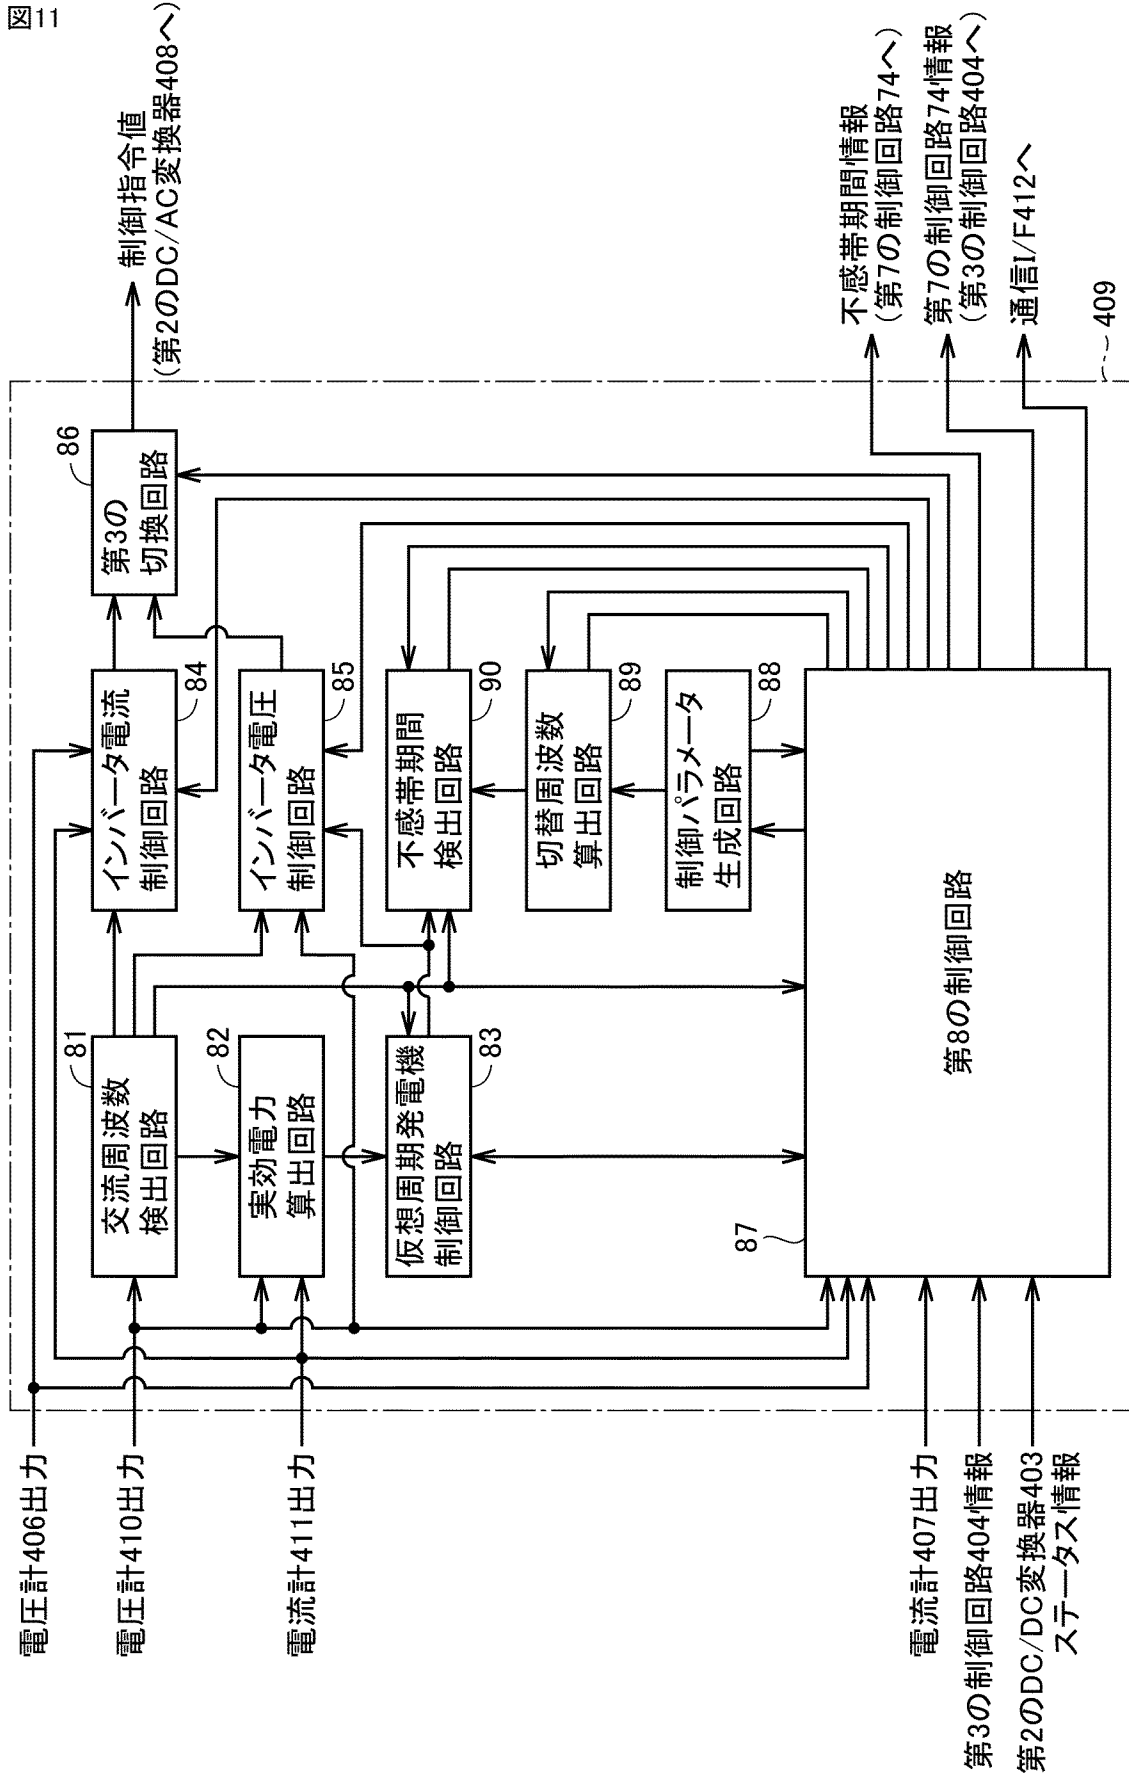 図11
電圧計406出力
電圧計410出力
電流計411出力
電流計407出力
第3の制御回路404情報
第2のDC/DC変換器403
ステータス情報
交流周波数
検出回路
81
実効電力
算出回路
82
仮想周期発電機
制御回路
83
インバータ電流
制御回路
84
インバータ電圧
制御回路
85
不感帯期間
検出回路
90
切替周波数
算出回路
89
制御パラメータ
生成回路
88
第3の
切換回路
86
第8の制御回路
87
制御指令値
(第2のDC/AC変換器408へ)
不感帯期間情報
(第7の制御回路74へ)
第7の制御回路74情報
(第3の制御回路404へ)
通信I/F412へ
409